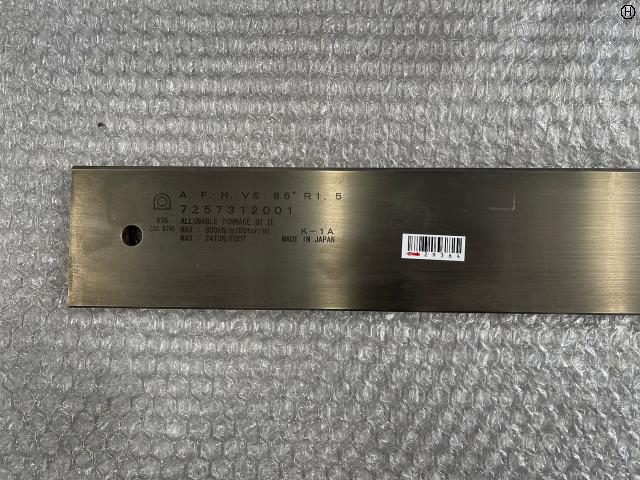 A. F. H. V6 86° R1. 5
7257312001
835 ALLOWABLE TONNAGE
(32.874) MAX : 800kN/m(80ton/m) K-1A
MAX : 24TON/FOOT MADE IN JAPAN
29364
H